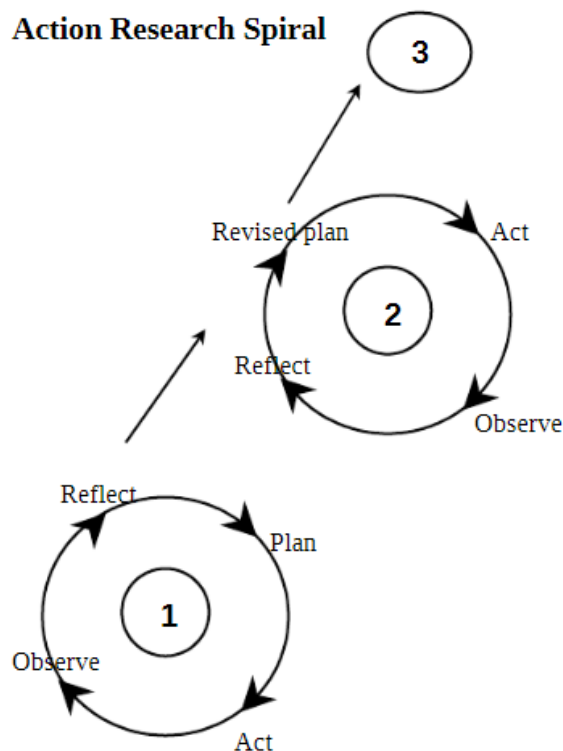 Action Research Spiral
3
Revised plan
Act
2
Reflect
Observe
Reflect
Plan
1
Observe
Act